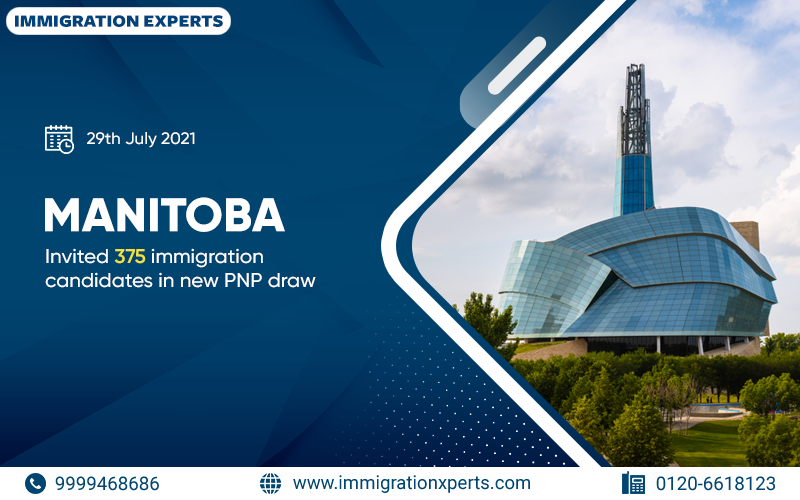 IMMIGRATION EXPERTS
29th July 2021
MANITOBA
Invited 375 immigration
candidates in new PNP draw
9999468686
www.immigrationxperts.com
0120-6618123